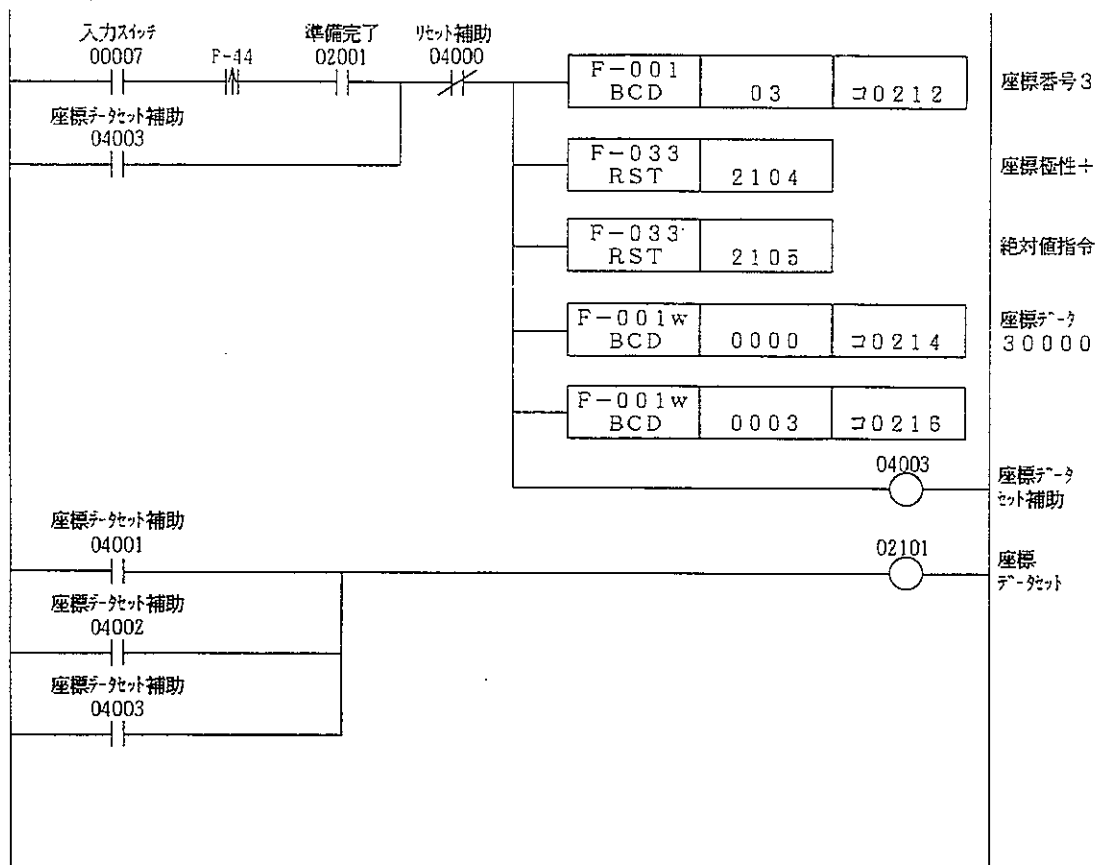 入力スイッチ
00007
F-44
準備完了
02001
リセット補助
04000
F-001
BCD
03
コ0212
座標番号3
座標データセット補助
04003
F-033
RST
2104
座標極性+
F-033
RST
2105
絶対値指令
F-001w
BCD
0000
コ0214
座標データ
30000
F-001w
BCD
0003
コ0216
04003
座標データ
セット補助
座標データセット補助
04001
02101
座標
データセット
座標データセット補助
04002
座標データセット補助
04003